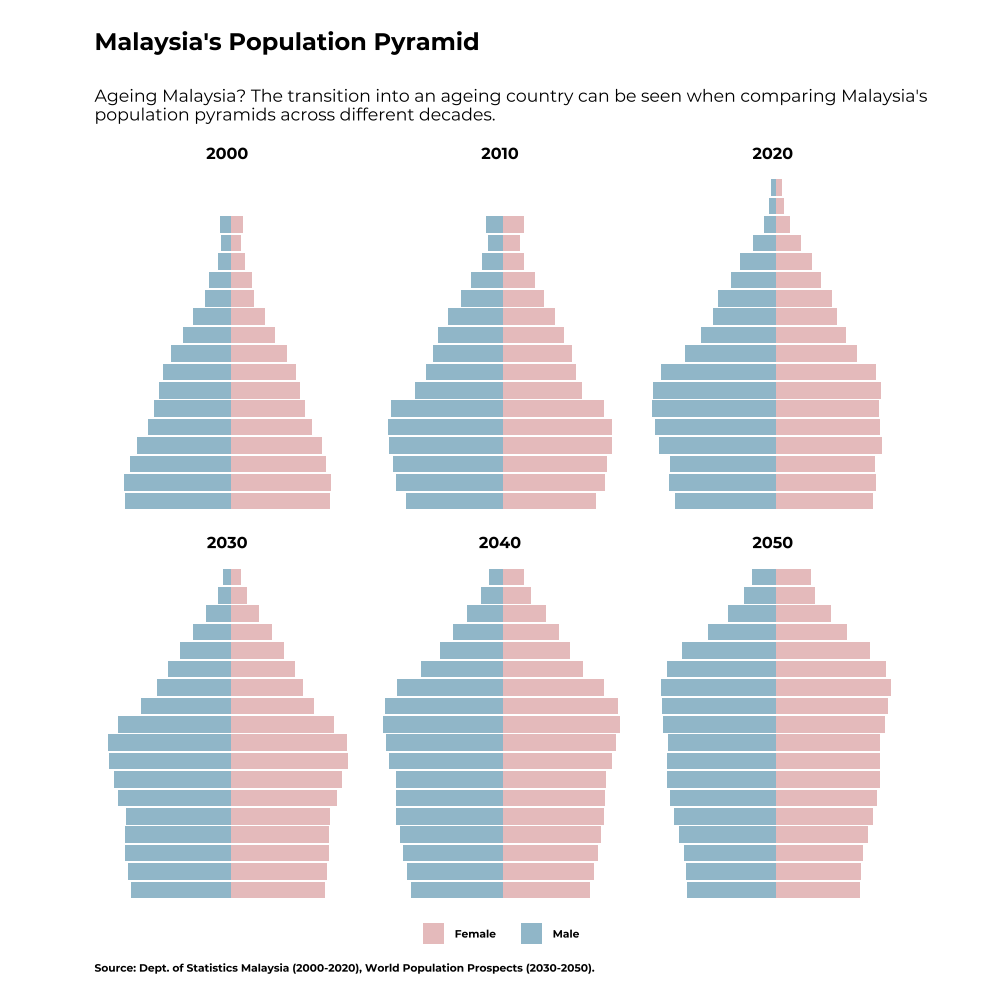 Malaysia's Population Pyramid
Ageing Malaysia? The transition into an ageing country can be seen when comparing Malaysia's
population pyramids across different decades.
2000 2010 2020
2030 2040 2050
Female Male
Source: Dept. of Statistics Malaysia (2000-2020), World Population Prospects (2030-2050).